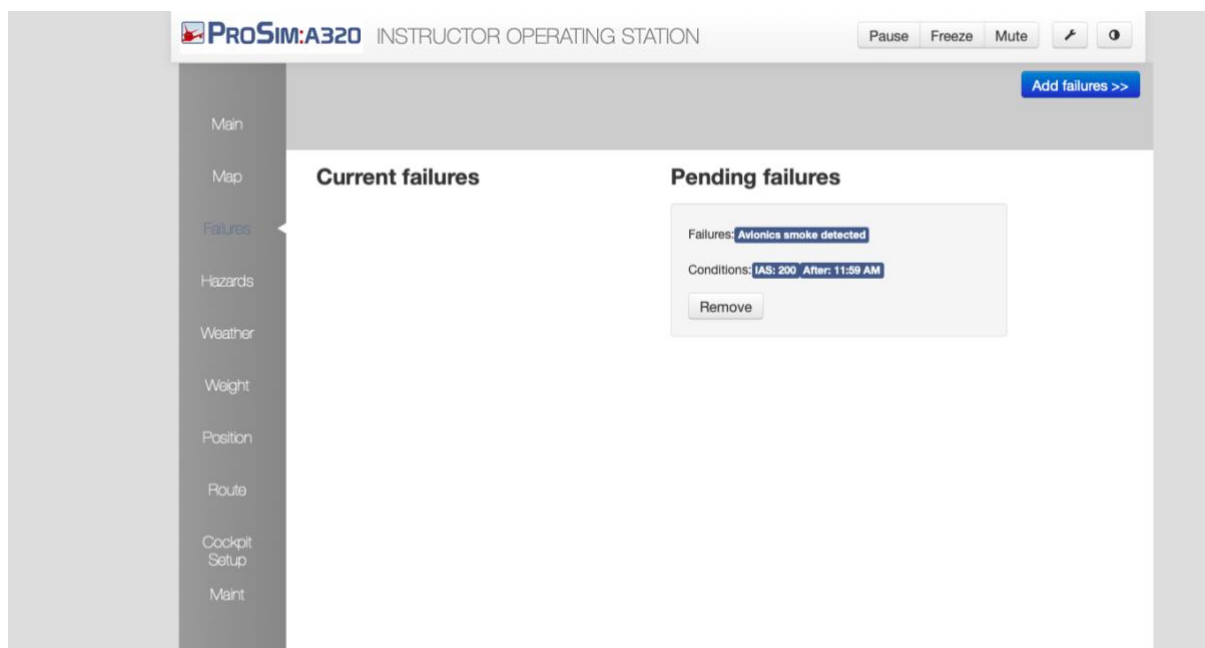 PROSIM:A320 INSTRUCTOR OPERATING STATION
Pause Freeze Mute
Add failures >>
Main
Map
Failures
Hazards
Weather
Weight
Position
Route
Cockpit
Setup
Maint
Current failures
Pending failures
Failures: Avionics smoke detected
Conditions: IAS: 200 After: 11:59 AM
Remove